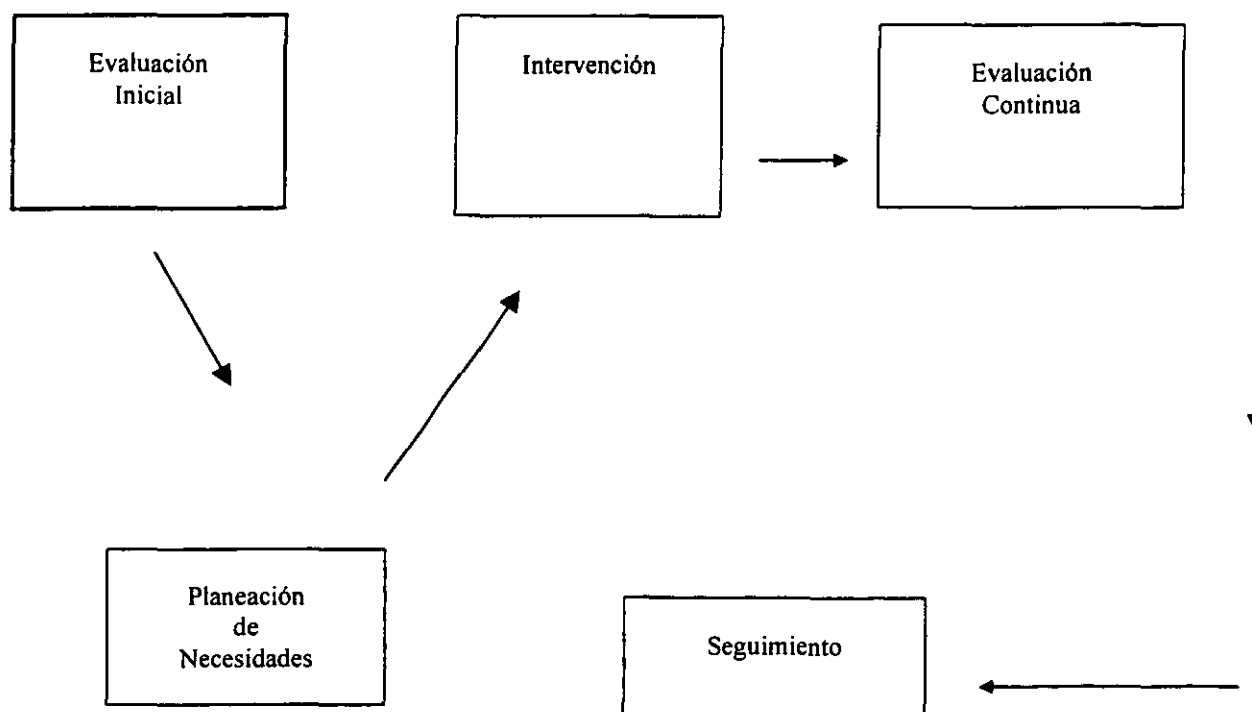 Evaluación
Inicial
Intervención
Evaluación
Continua
Planeación
de
Necesidades
Seguimiento